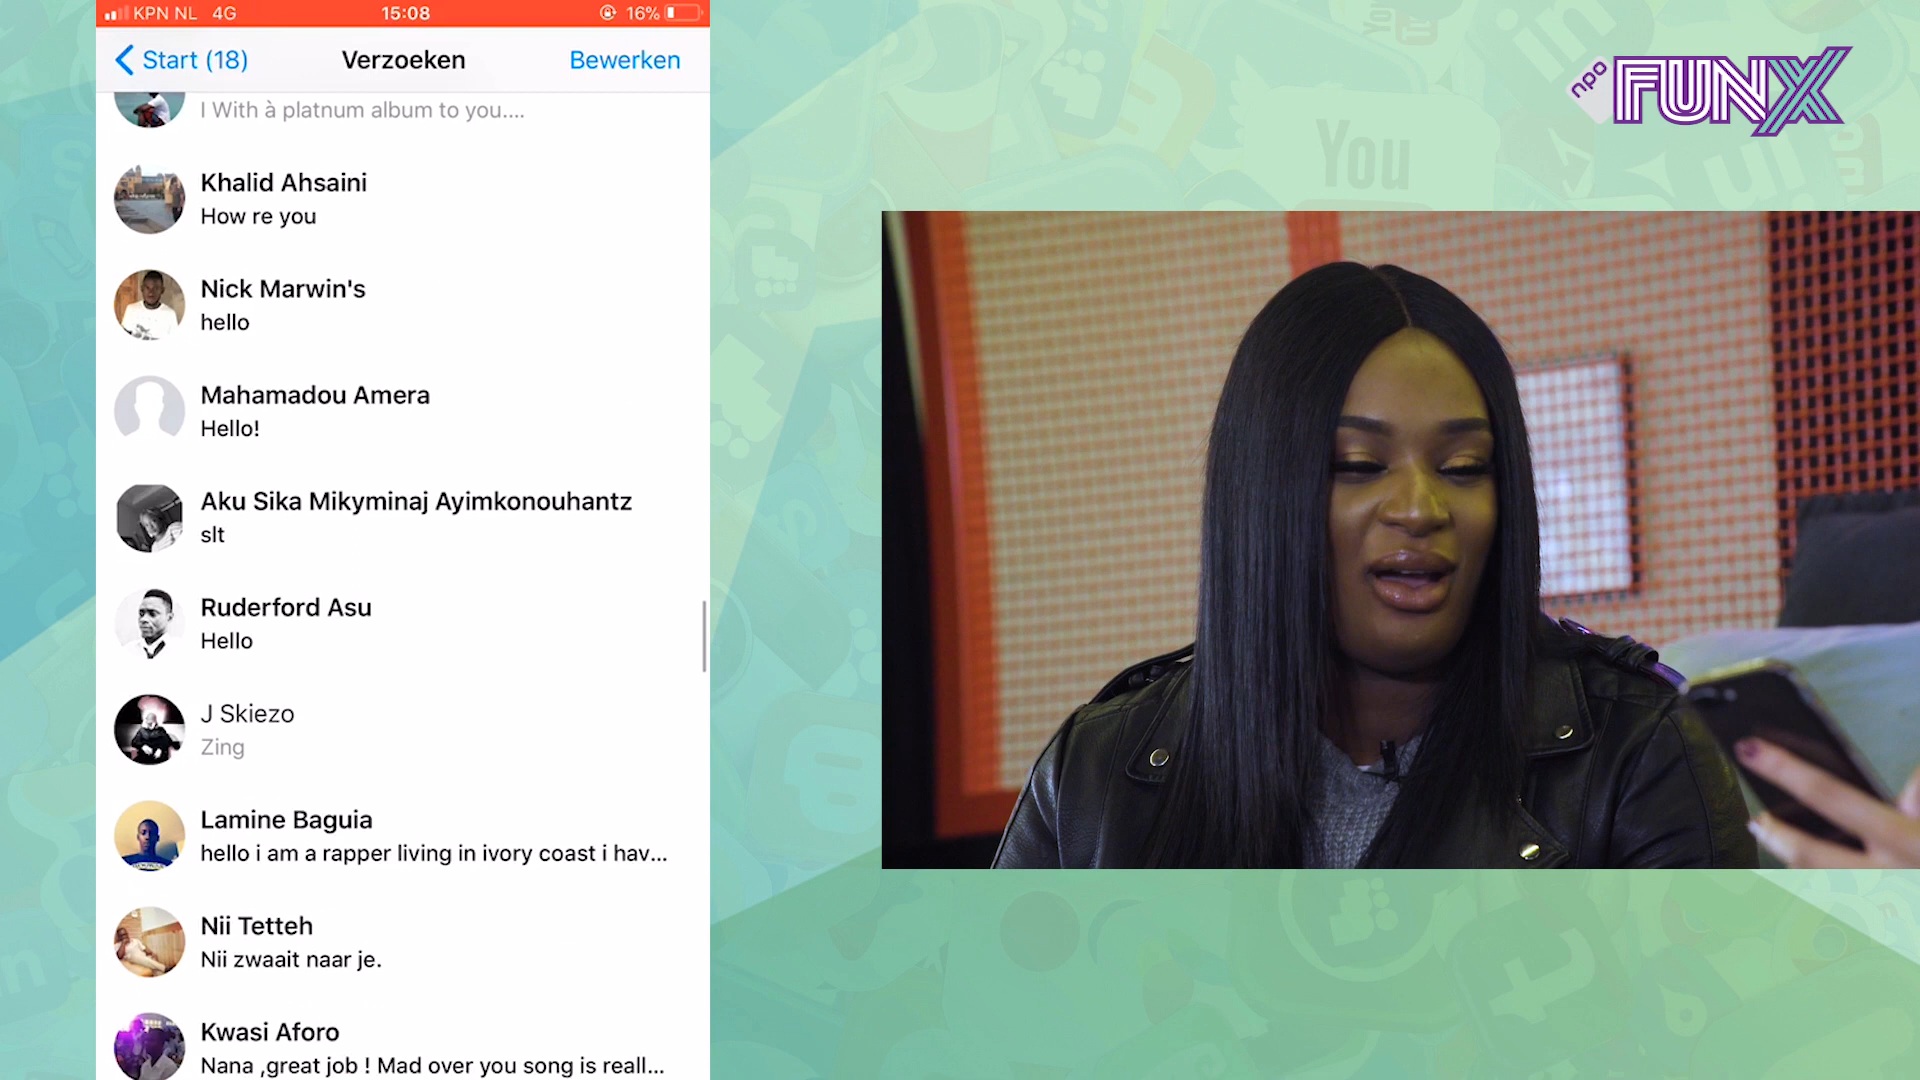 KPN NL 4G 15:08 16%
Start (18) Verzoeken Bewerken
I With à platnum album to you....
Khalid Ahsaini
How re you
Nick Marwin's
hello
Mahamadou Amera
Hello!
Aku Sika Mikyminaj Ayimkonouhantz
slt
Ruderford Asu
Hello
J Skiezo
Zing
Lamine Baguia
hello i am a rapper living in ivory coast i hav...
Nii Tetteh
Nii zwaait naar je.
Kwasi Aforo
Nana ,great job ! Mad over you song is reall...
npo FUNX
You